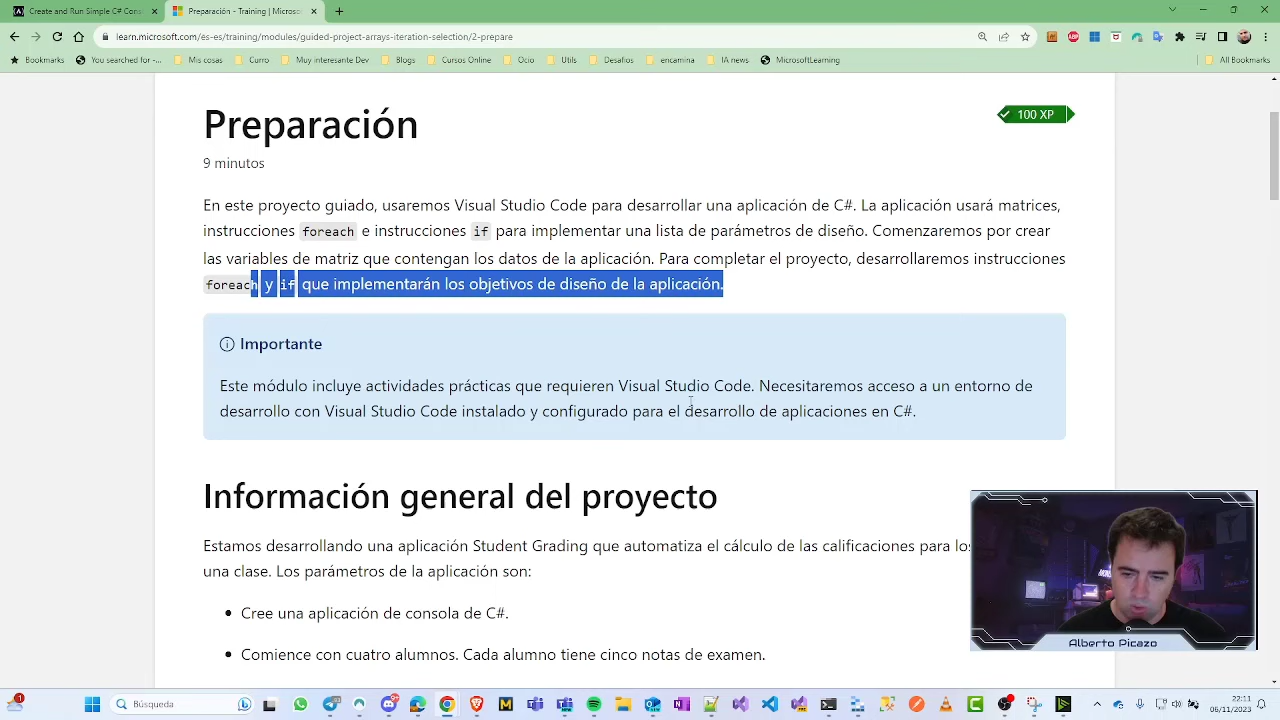 Create and Run Simple C# Cons
Preparación - Training | Micros
learn.microsoft.com/es-es/training/modules/guided-project-arrays-iteration-selection/2-prepare
Bookmarks You searched for -... Mis cosas Curro Muy interesante Dev Blogs Cursos Online Ocio Utils Desafíos encamina IA news MicrosoftLearning All Bookmarks
Preparación
100 XP
9 minutos
En este proyecto guiado, usaremos Visual Studio Code para desarrollar una aplicación de C#. La aplicación usará matrices,
instrucciones foreach e instrucciones if para implementar una lista de parámetros de diseño. Comenzaremos por crear
las variables de matriz que contengan los datos de la aplicación. Para completar el proyecto, desarrollaremos instrucciones
foreach y if que implementarán los objetivos de diseño de la aplicación.
Importante
Este módulo incluye actividades prácticas que requieren Visual Studio Code. Necesitaremos acceso a un entorno de
desarrollo con Visual Studio Code instalado y configurado para el desarrollo de aplicaciones en C#.
Información general del proyecto
Estamos desarrollando una aplicación Student Grading que automatiza el cálculo de las calificaciones para los
una clase. Los parámetros de la aplicación son:
Cree una aplicación de consola de C#.
Comience con cuatro alumnos. Cada alumno tiene cinco notas de examen.
Alberto Picazo
Búsqueda
22:11
06/11/2023